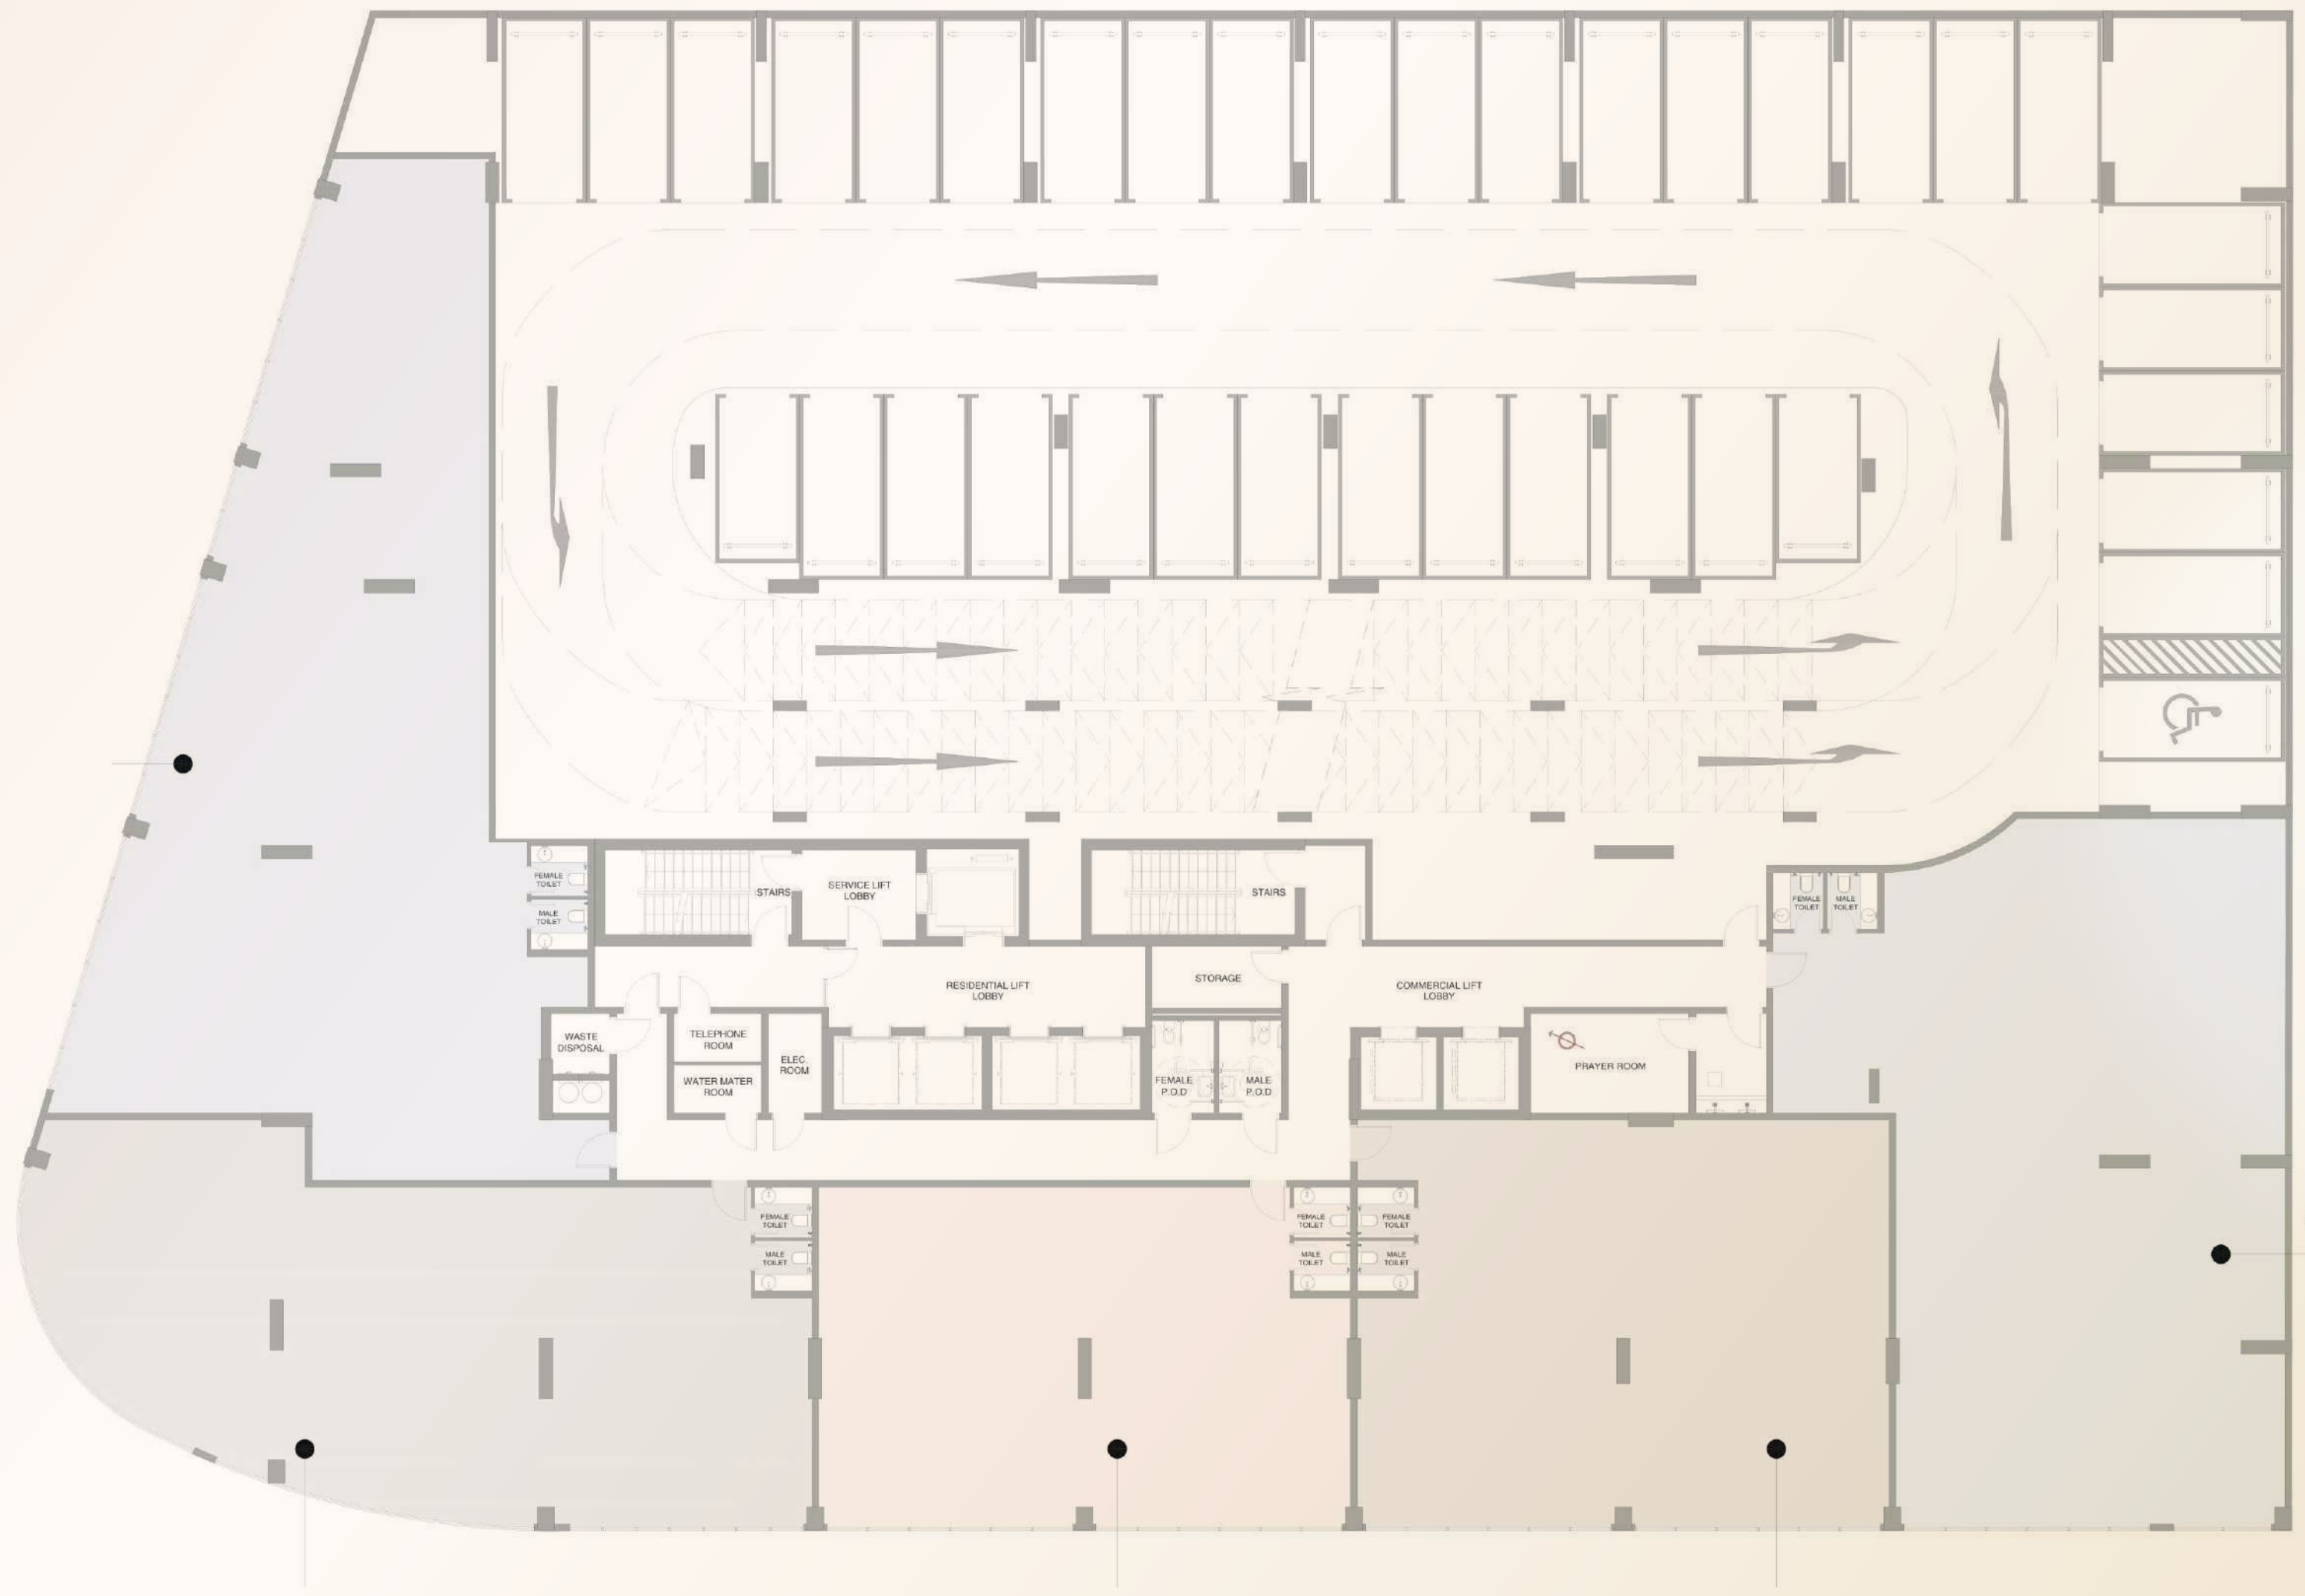 FEMALE
TOILET
MALE
TOILET
STAIRS
SERVICE LIFT
LOBBY
STAIRS
FEMALE
TOILET
MALE
TOILET
RESIDENTIAL LIFT
LOBBY
STORAGE
COMMERCIAL LIFT
LOBBY
WASTE
DISPOSAL
TELEPHONE
ROOM
ELEC.
ROOM
WATER MATER
ROOM
FEMALE
P.O.D
MALE
P.O.D
PRAYER ROOM
FEMALE
TOILET
MALE
TOILET
FEMALE
TOILET
MALE
TOILET
FEMALE
TOILET
MALE
TOILET